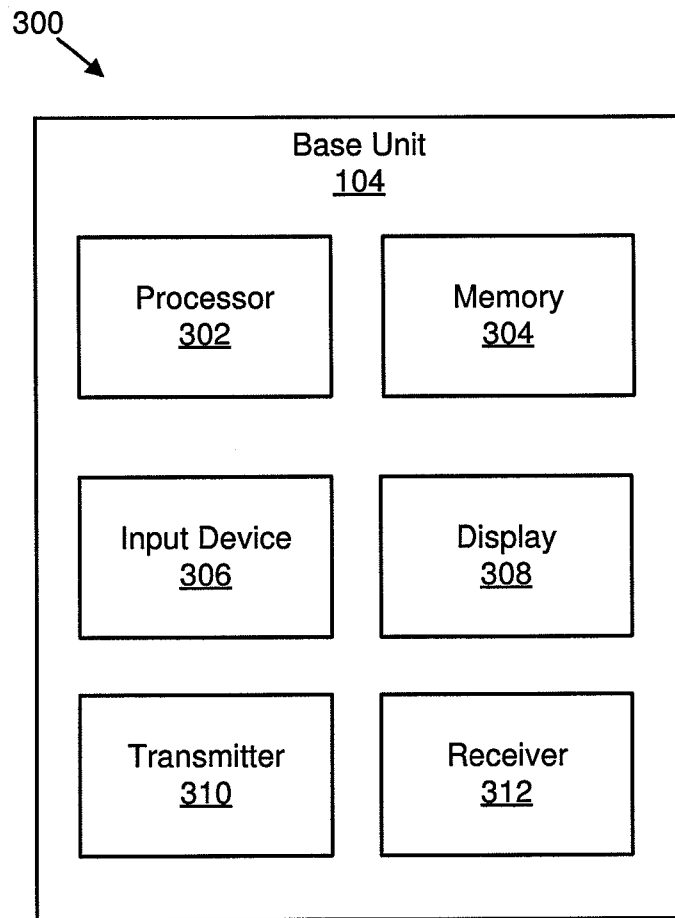 300
Base Unit
104
Processor
302
Memory
304
Input Device
306
Display
308
Transmitter
310
Receiver
312